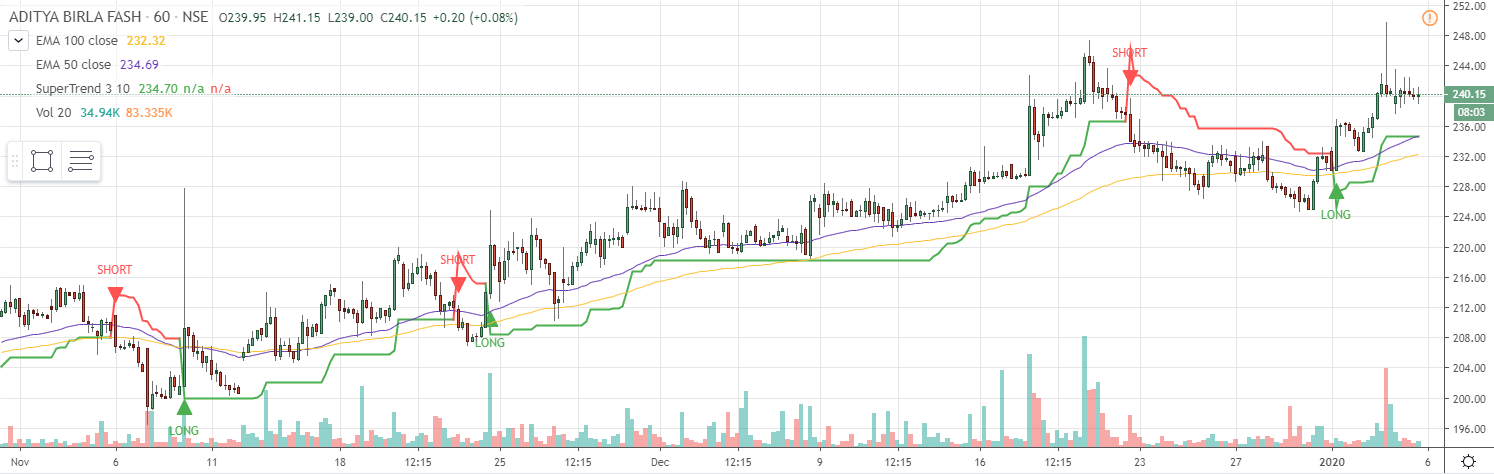 ADITYA BIRLA FASH · 60 · NSE O239.95 H241.15 L239.00 C240.15 +0.20 (+0.08%)
EMA 100 close 232.32
EMA 50 close 234.69
SuperTrend 3 10 234.70 n/a n/a
Vol 20 34.94K 83.335K
252.00
248.00
244.00
240.15
08:03
236.00
232.00
228.00
224.00
220.00
216.00
212.00
208.00
204.00
200.00
196.00
SHORT
LONG
SHORT
LONG
SHORT
LONG
Nov 6 11 18 12:15 25 12:15 Dec 12:15 9 12:15 16 12:15 23 27 2020 6